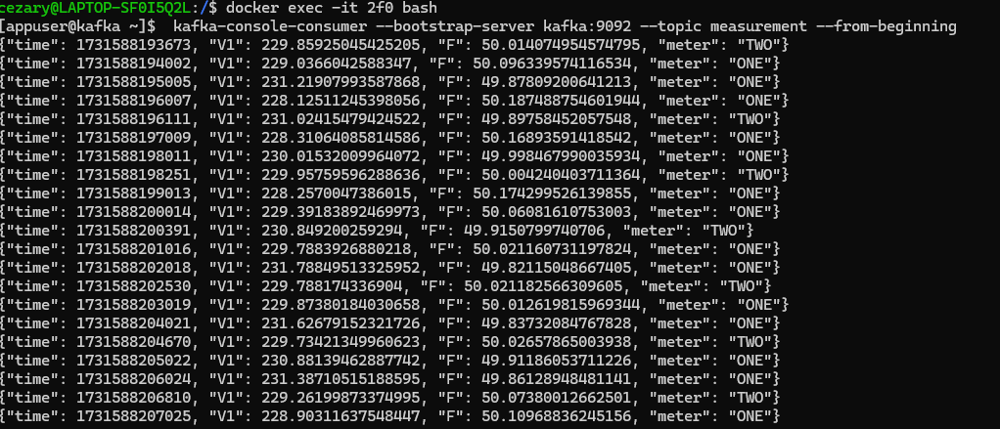 cezary@LAPTOP-SF0I5Q2L:/$ docker exec -it 2f0 bash
[appuser@kafka ~]$  kafka-console-consumer --bootstrap-server kafka:9092 --topic measurement --from-beginning
{"time": 1731588193673, "V1": 229.85925045425205, "F": 50.014074954574795, "meter": "TWO"}
{"time": 1731588194002, "V1": 229.0366042588347, "F": 50.096339574116534, "meter": "ONE"}
{"time": 1731588195005, "V1": 231.21907993587868, "F": 49.87809200641213, "meter": "ONE"}
{"time": 1731588196007, "V1": 228.12511245398056, "F": 50.187488754601944, "meter": "ONE"}
{"time": 1731588196111, "V1": 231.02415479424522, "F": 49.897584520575​48, "meter": "TWO"}
{"time": 1731588197009, "V1": 228.31064085814586, "F": 50.16893591418542, "meter": "ONE"}
{"time": 1731588198011, "V1": 230.01532009964072, "F": 49.998467990035934, "meter": "ONE"}
{"time": 1731588198251, "V1": 229.95759596288636, "F": 50.004240403711364, "meter": "TWO"}
{"time": 1731588199013, "V1": 228.2570047386015, "F": 50.174299526139855, "meter": "ONE"}
{"time": 1731588200014, "V1": 229.39183892469973, "F": 50.06081610753003, "meter": "ONE"}
{"time": 1731588200391, "V1": 230.849200259294, "F": 49.9150799740706, "meter": "TWO"}
{"time": 1731588201016, "V1": 229.7883926880218, "F": 50.021160731197824, "meter": "ONE"}
{"time": 1731588202018, "V1": 231.78849513325952, "F": 49.821150486​67405, "meter": "ONE"}
{"time": 1731588202530, "V1": 229.788174336904, "F": 50.021182566309605, "meter": "TWO"}
{"time": 1731588203019, "V1": 229.87380184030658, "F": 50.012619815969344, "meter": "ONE"}
{"time": 1731588204021, "V1": 231.62679152321726, "F": 49.83732084767828, "meter": "ONE"}
{"time": 1731588204670, "V1": 229.73421349960623, "F": 50.02657865003938, "meter": "TWO"}
{"time": 1731588205022, "V1": 230.88139462887742, "F": 49.91186053711226, "meter": "ONE"}
{"time": 1731588206024, "V1": 231.38710515188595, "F": 49.86128948481141, "meter": "ONE"}
{"time": 1731588206810, "V1": 229.26199873374995, "F": 50.07380012662501, "meter": "TWO"}
{"time": 1731588207025, "V1": 228.90311637548447, "F": 50.10968836245156, "meter": "ONE"}